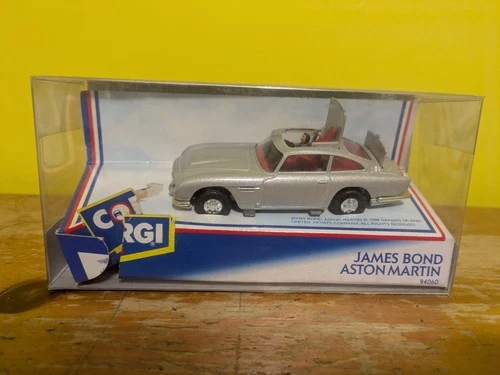 CORGI
JAMES BOND
ASTON MARTIN
94060